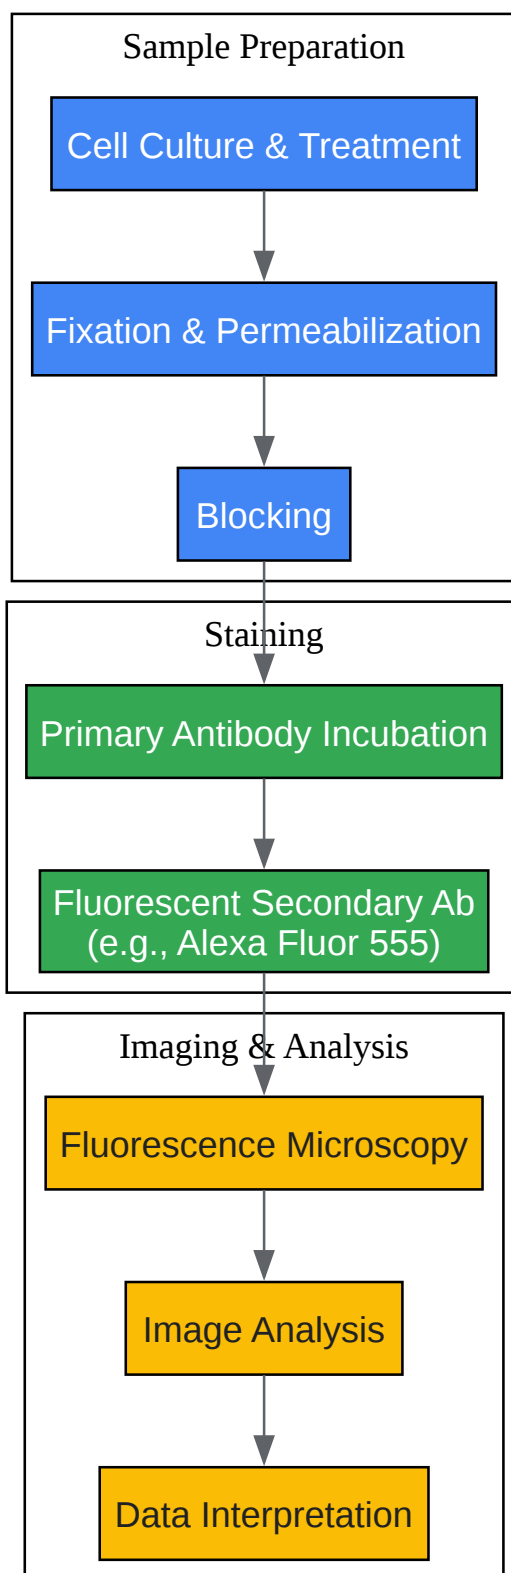 Sample Preparation
Cell Culture & Treatment
Fixation & Permeabilization
Blocking
Staining
Primary Antibody Incubation
Fluorescent Secondary Ab
(e.g., Alexa Fluor 555)
Imaging & Analysis
Fluorescence Microscopy
Image Analysis
Data Interpretation